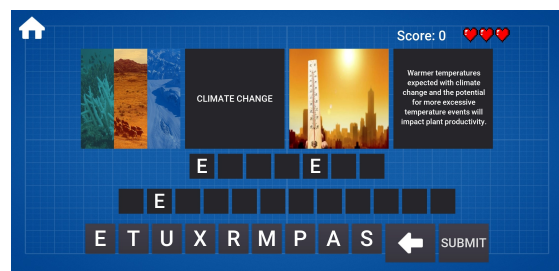 Score: 0
CLIMATE CHANGE
Warmer temperatures
expected with climate
change and the potential
for more excessive
temperature events will
impact plant productivity.
E E
E
E T U X R M P A S SUBMIT